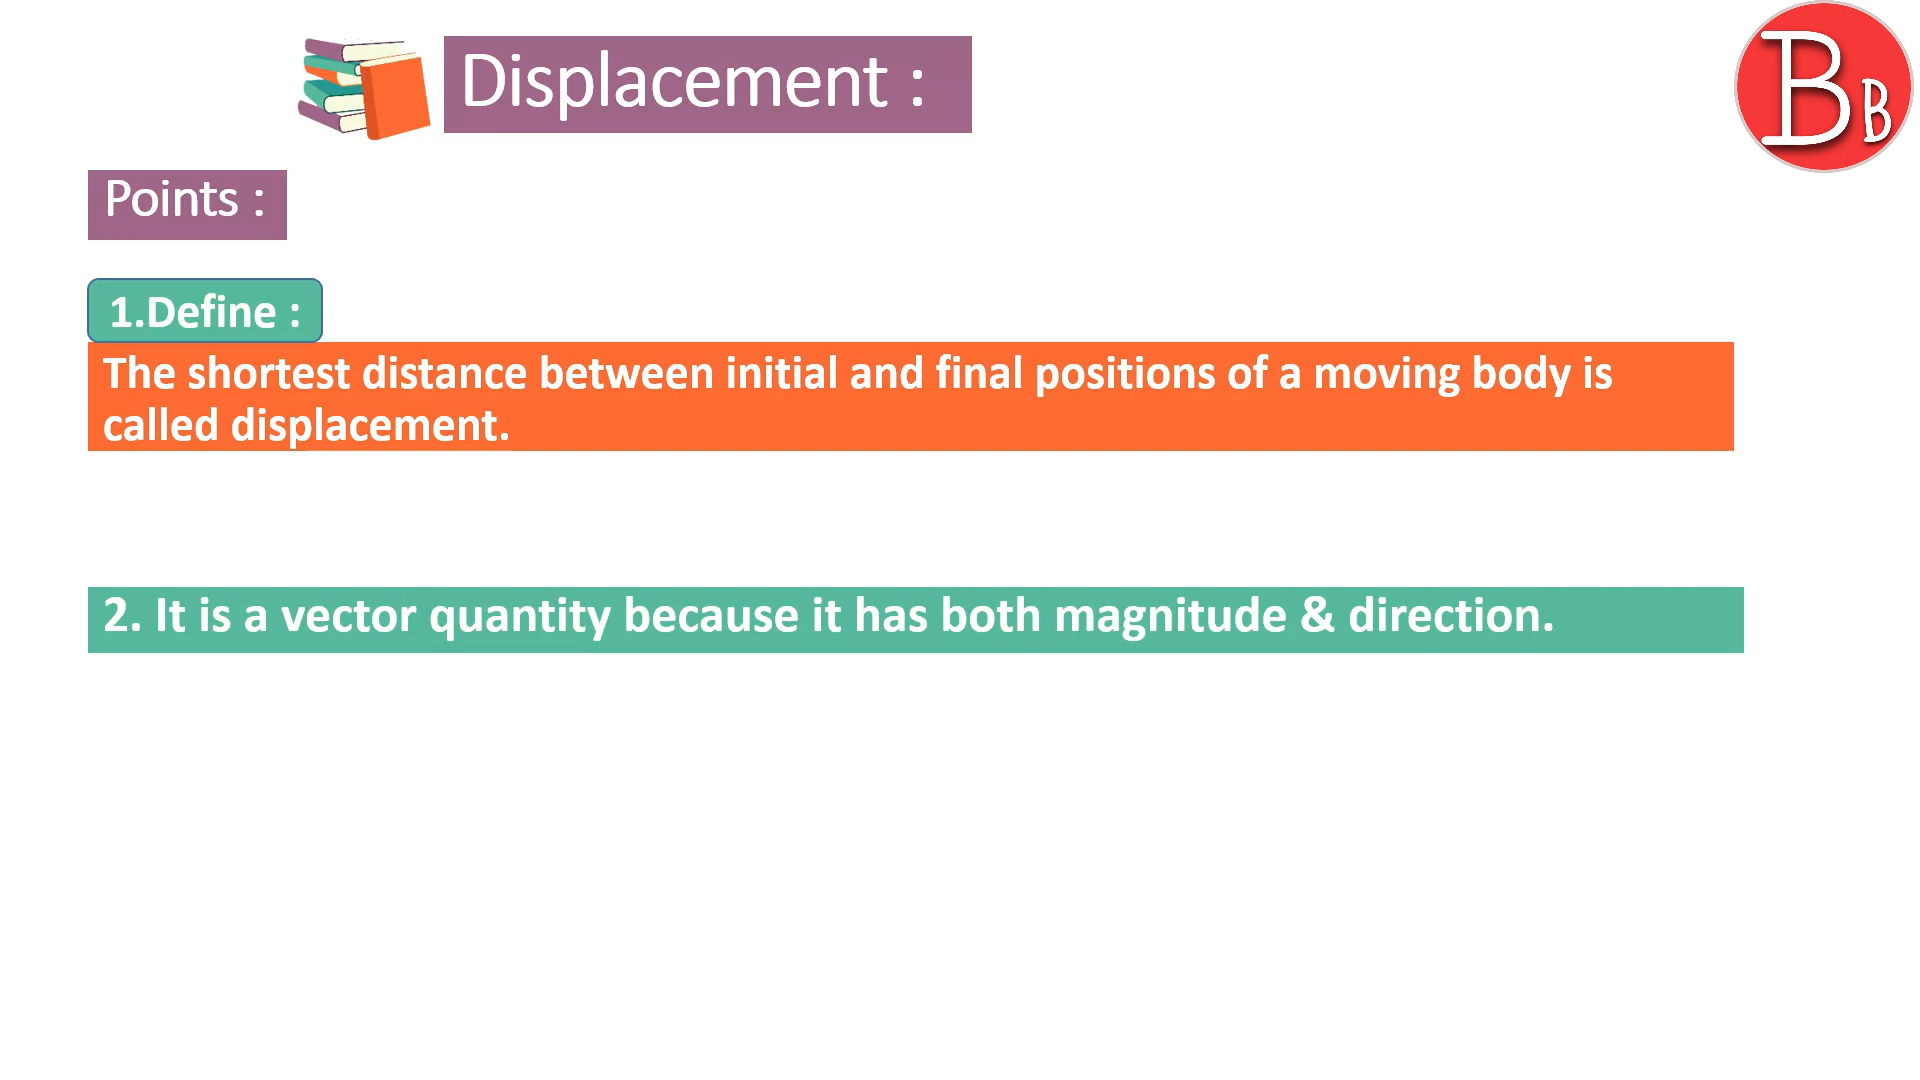 Displacement :
B B
Points :
1.Define :
The shortest distance between initial and final positions of a moving body is
called displacement.
2. It is a vector quantity because it has both magnitude & direction.